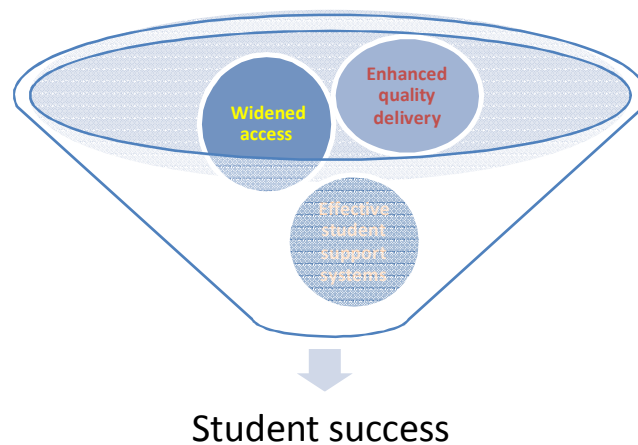 Widened
access
Enhanced
quality
delivery
Effective
student
support
systems
Student success